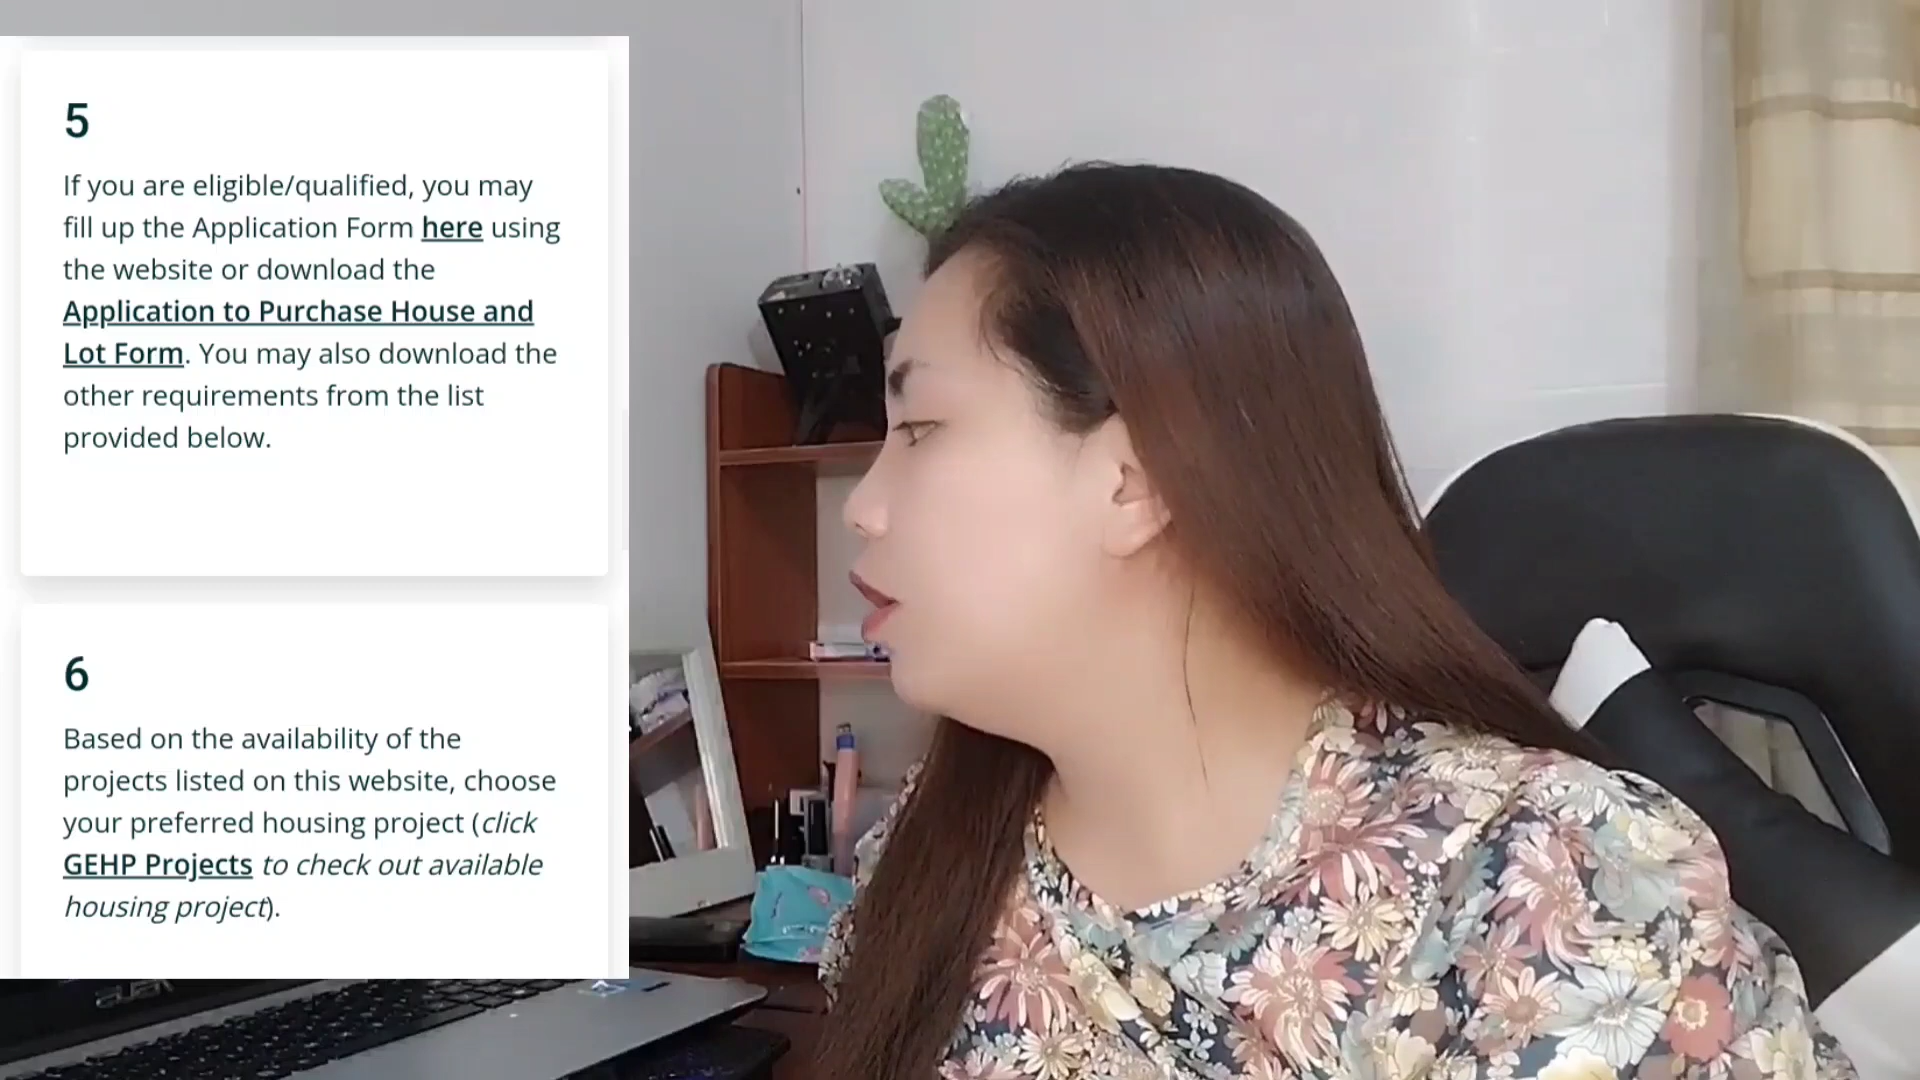 5
If you are eligible/qualified, you may
fill up the Application Form here using
the website or download the
Application to Purchase House and
Lot Form. You may also download the
other requirements from the list
provided below.
6
Based on the availability of the
projects listed on this website, choose
your preferred housing project (click
GEHP Projects to check out available
housing project).